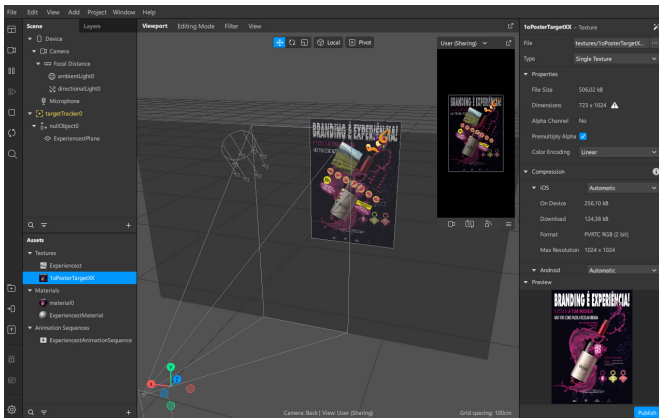 File Edit View Add Project Window Help
Scene Layers
Device
Camera
Focal Distance
ambientLight0
directionalLight0
Microphone
targetTracker0
nullObject0
ExperiencestPlane
Assets
Textures
Experiencest
1oPosterTargetXX
Materials
material0
ExperiencestMaterial
Animation Sequences
ExperiencestAnimationSequence
Viewport Editing Mode Filter View
Local Pivot
User (Sharing)
BRANDING É EXPERIÊNCIA!
BRANDING É EXPERIÊNCIA!
Camera: Back | View: User (Sharing) Grid spacing: 100cm
1oPosterTargetXX – Texture
File textures/1oPosterTargetX...
Type Single Texture
Properties
File Size 506,02 kB
Dimensions 723 x 1024
Alpha Channel No
Premultiply Alpha
Color Encoding Linear
Compression
iOS Automatic
On Device 256,10 kB
Download 124,38 kB
Format PVRTC RGB (2 bit)
Max Resolution 1024 x 1024
Android Automatic
Preview
BRANDING É EXPERIÊNCIA!
Publish